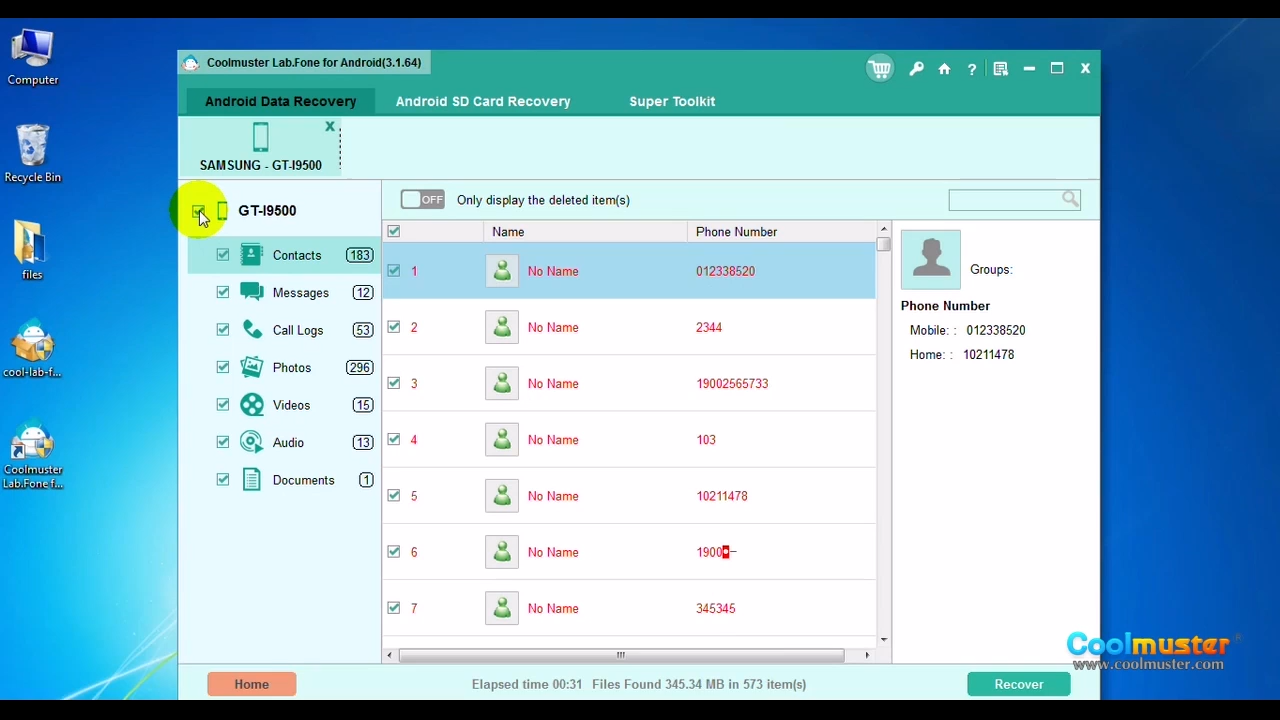 Computer
Recycle Bin
files
cool-lab-f...
Coolmuster
Lab.Fone f...
Coolmuster Lab.Fone for Android(3.1.64)
?
X
Android Data Recovery
Android SD Card Recovery
Super Toolkit
X
SAMSUNG - GT-I9500
GT-I9500
OFF
Only display the deleted item(s)
Contacts
183
Messages
12
Call Logs
53
Photos
296
Videos
15
Audio
13
Documents
1
Name
Phone Number
1
No Name
012338520
2
No Name
2344
3
No Name
19002565733
4
No Name
103
5
No Name
10211478
6
No Name
1900
7
No Name
345345
Groups:
Phone Number
Mobile: : 012338520
Home: : 10211478
Coolmuster®
www.coolmuster.com
Home
Elapsed time 00:31
Files Found 345.34 MB in 573 item(s)
Recover